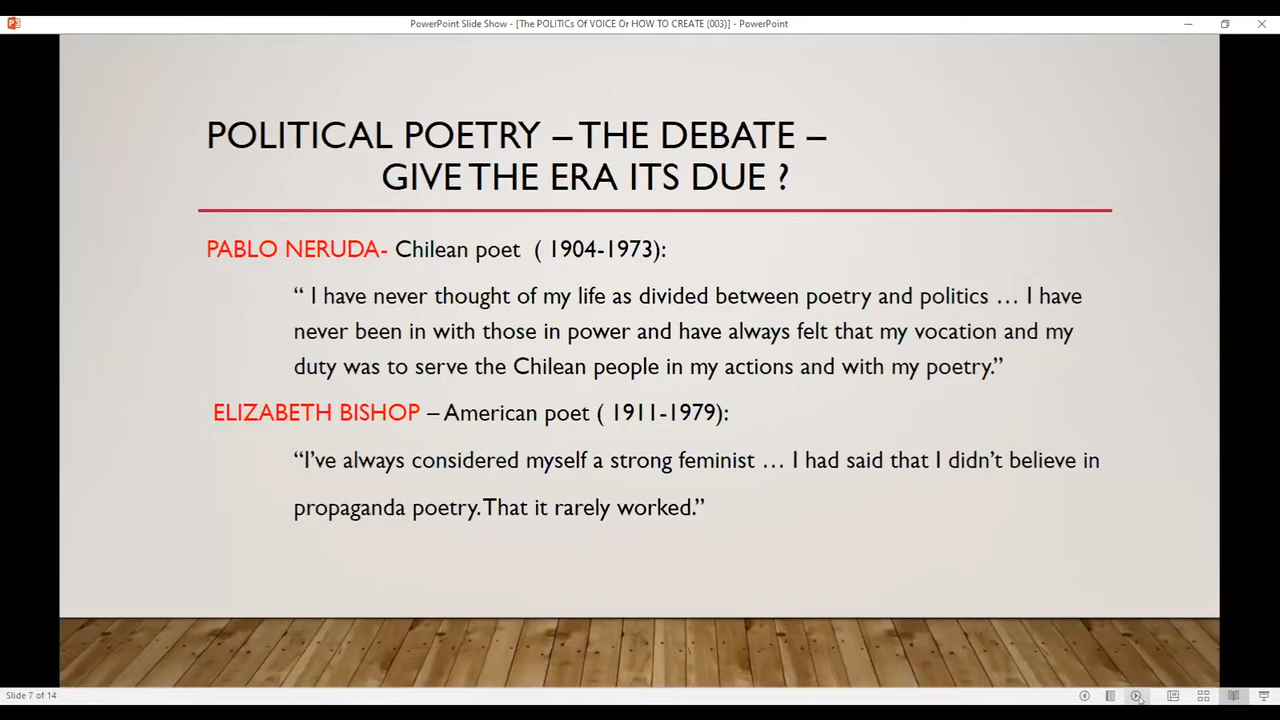 PowerPoint Slide Show - [The POLITICs Of VOICE Or HOW TO CREATE (003)] - PowerPoint
POLITICAL POETRY – THE DEBATE –
GIVE THE ERA ITS DUE ?
PABLO NERUDA- Chilean poet ( 1904-1973):
“ I have never thought of my life as divided between poetry and politics … I have
never been in with those in power and have always felt that my vocation and my
duty was to serve the Chilean people in my actions and with my poetry.”
ELIZABETH BISHOP – American poet ( 1911-1979):
“I’ve always considered myself a strong feminist … I had said that I didn’t believe in
propaganda poetry. That it rarely worked.”
Slide 7 of 14